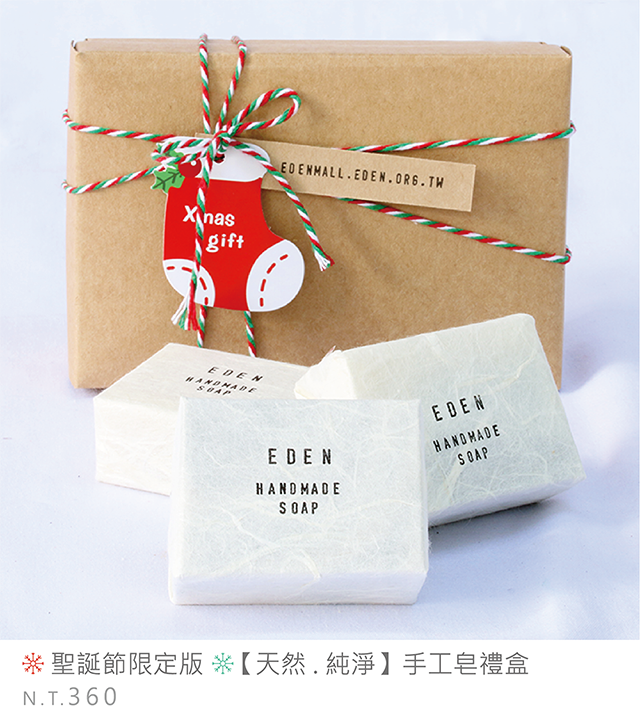 EDENMALL.EDEN.ORG.TW
Xmas
gift
EDEN
HANDMADE
SOAP
EDEN
HANDMADE
SOAP
EDEN
HANDMADE
SOAP
聖誕節限定版【天然.純淨】手工皂禮盒
N.T.360